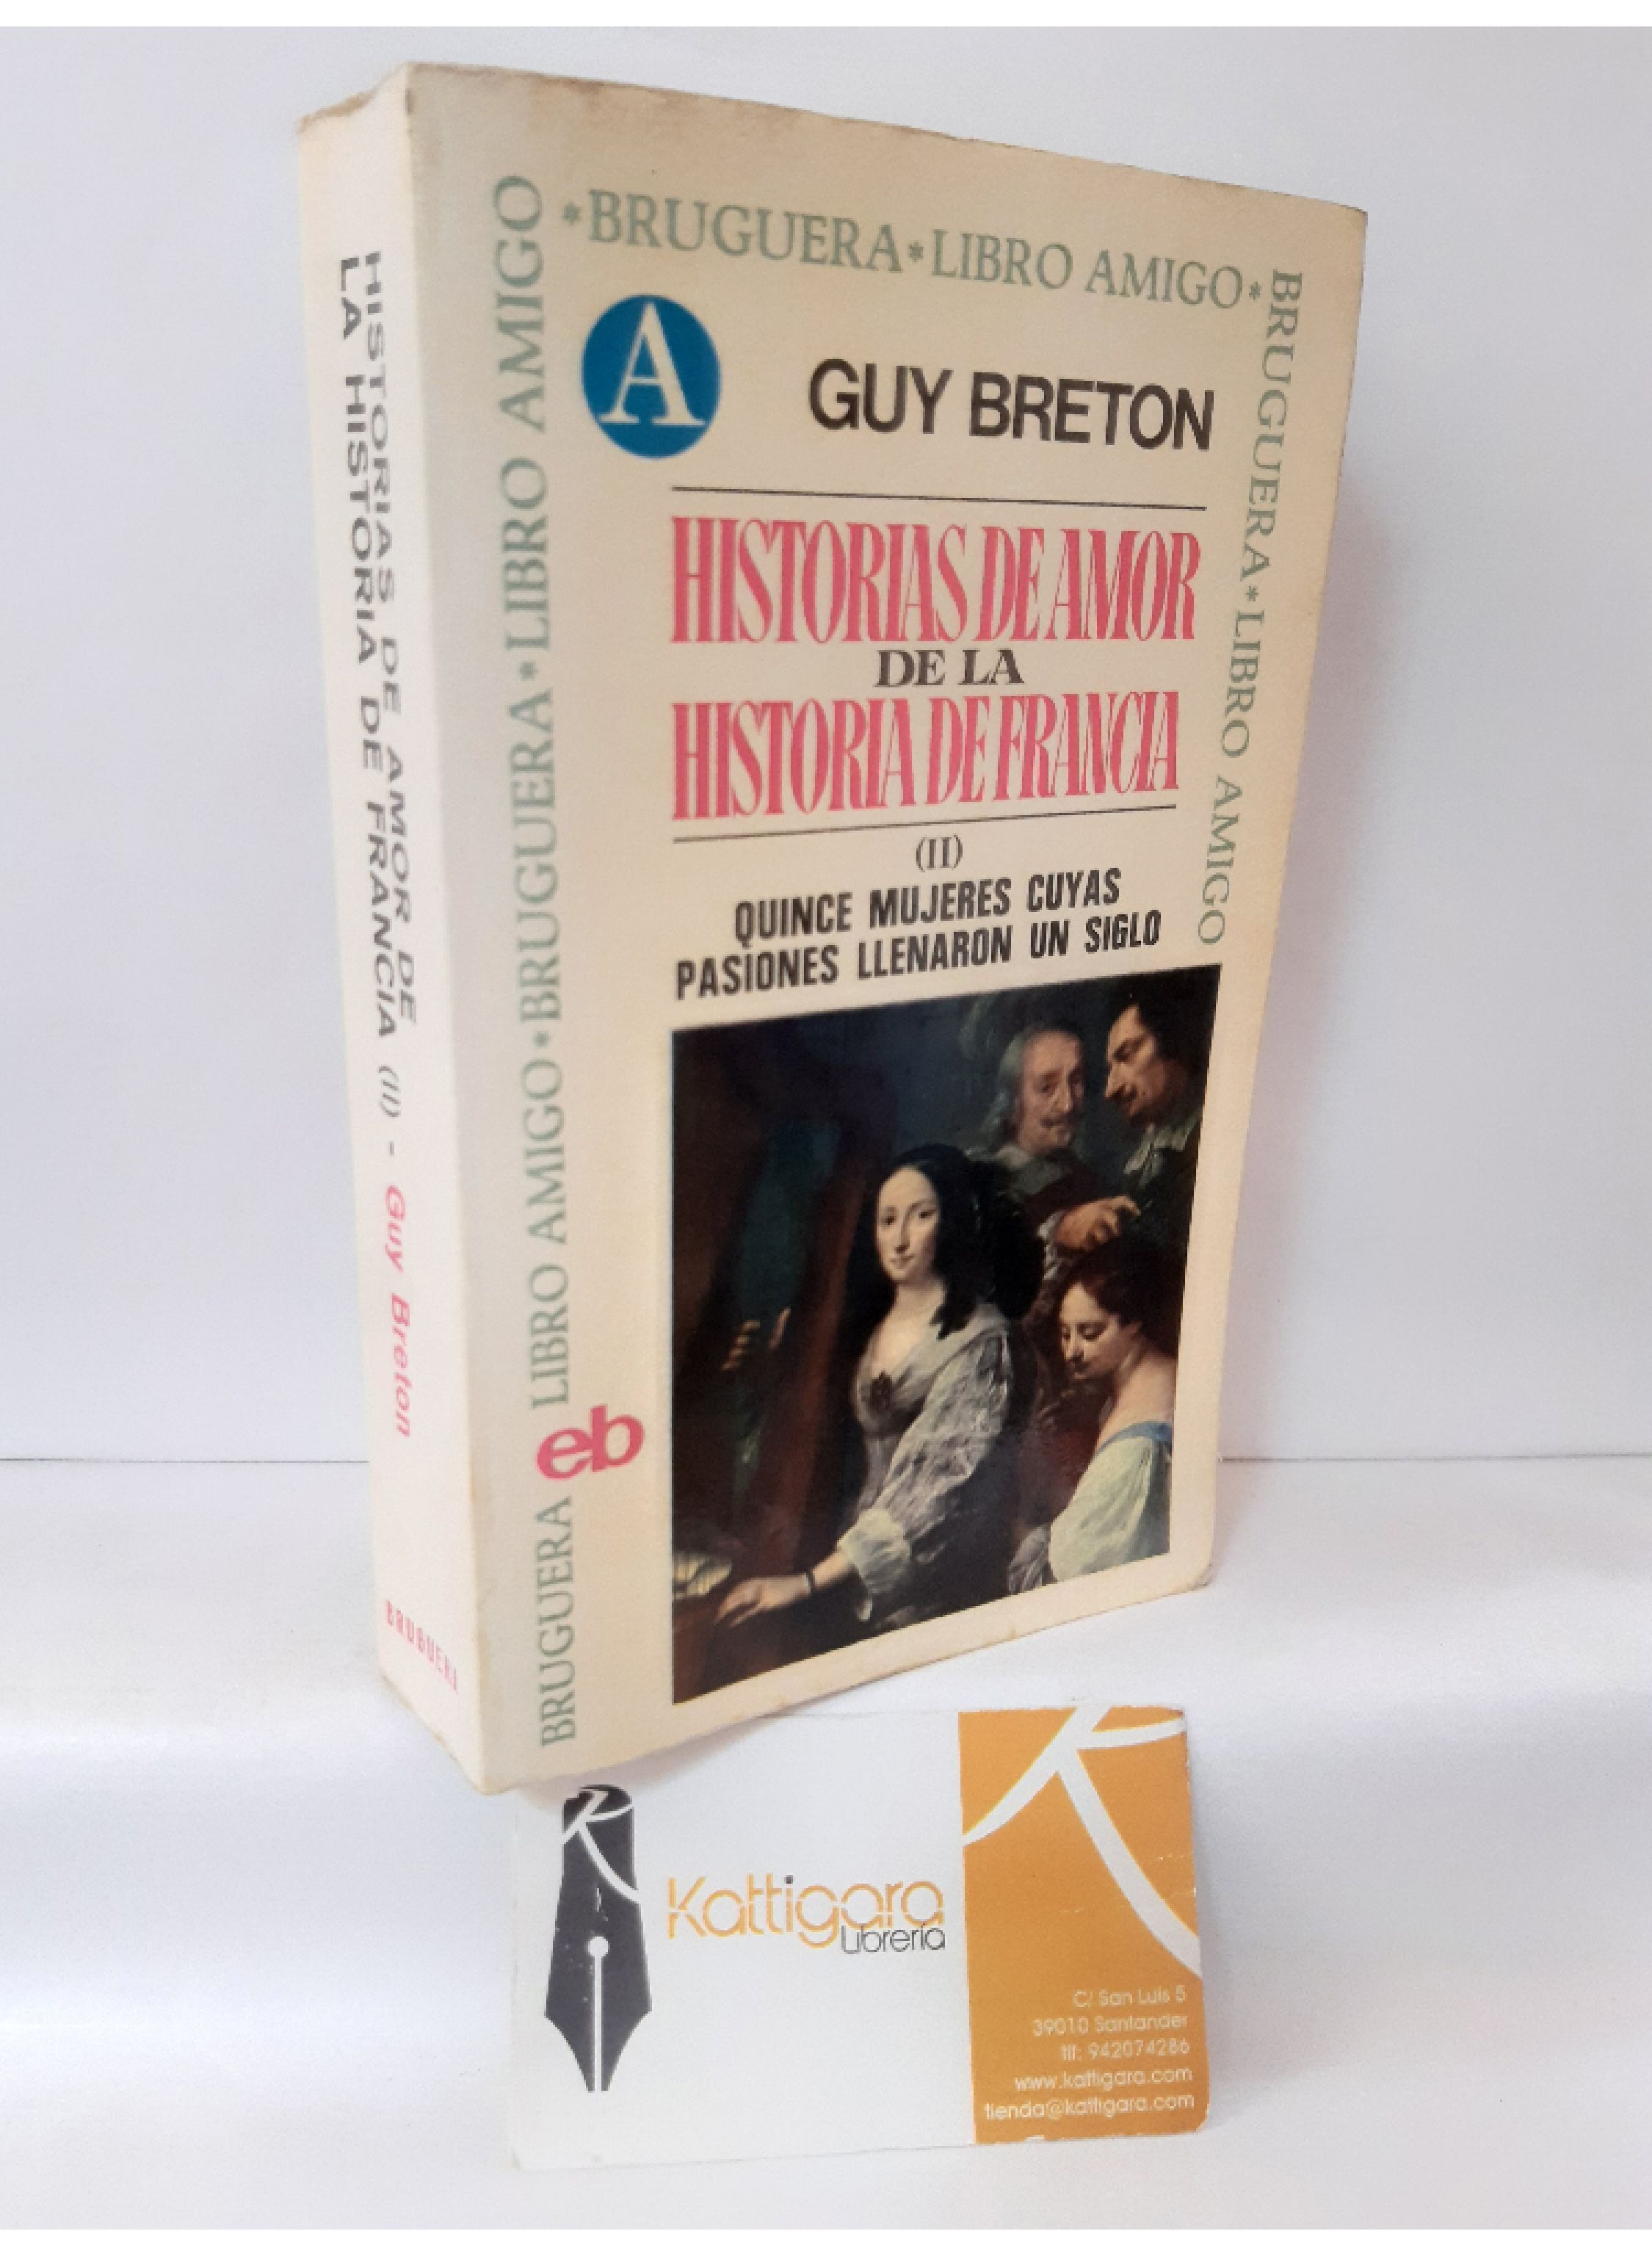 HISTORIAS DE AMOR DE
LA HISTORIA DE FRANCIA (II) - Guy Breton
BRUGUERA
BRUGUERA LIBRO AMIGO * BRUGUERA * LIBRO AMIGO
* BRUGUERA * LIBRO AMIGO *
BRUGUERA * LIBRO AMIGO
A
GUY BRETON
HISTORIAS DE AMOR
DE LA
HISTORIA DE FRANCIA
(II)
QUINCE MUJERES CUYAS
PASIONES LLENARON UN SIGLO
eb
K
Kattigara
Librería
K
C/ San Luis 5
39010 Santander
tlf: 942074286
www.kattigara.com
tienda@kattigara.com